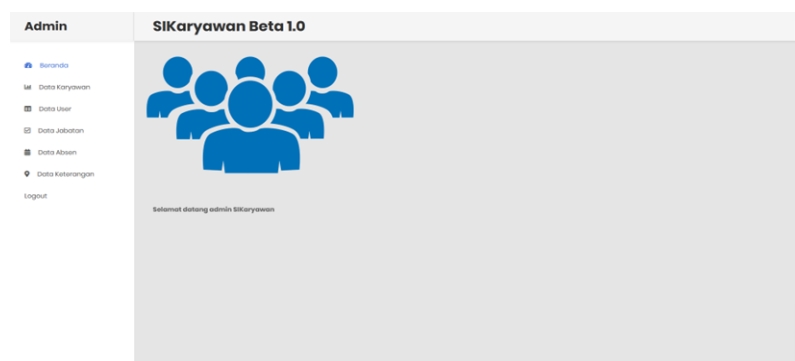 Admin
SIKaryawan Beta 1.0
Beranda
Data Karyawan
Data User
Data Jabatan
Data Absen
Data Keterangan
Logout
Selamat datang admin SIKaryawan